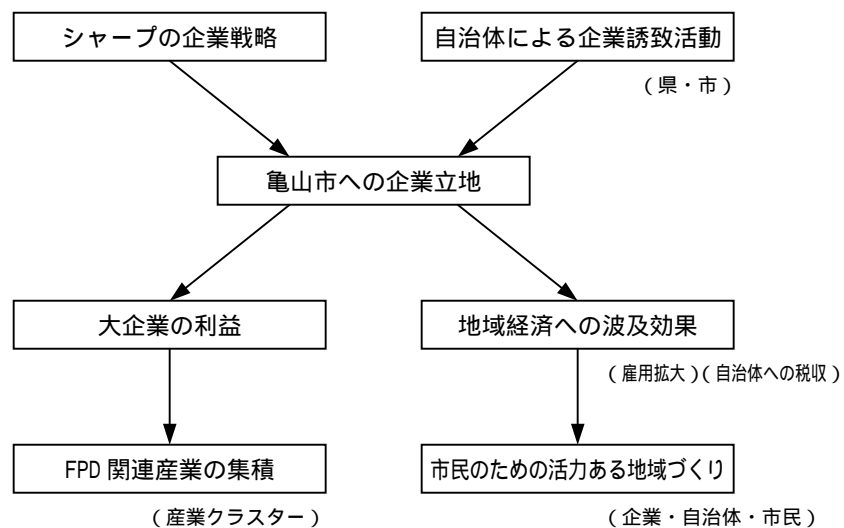 シャープの企業戦略
自治体による企業誘致活動
(県・市)
亀山市への企業立地
大企業の利益
地域経済への波及効果
(雇用拡大)(自治体への税収)
FPD 関連産業の集積
市民のための活力ある地域づくり
(産業クラスター)
(企業・自治体・市民)